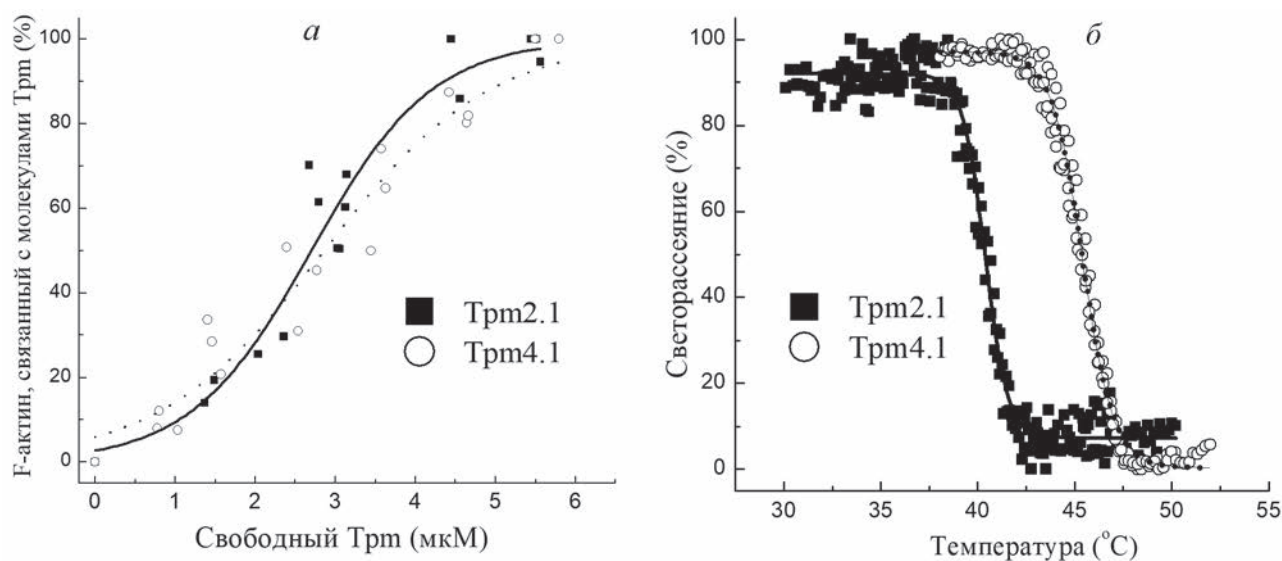 а
F-актин, связанный с молекулами Tpm (%)
100
80
60
40
20
0
Tpm2.1
Tpm4.1
0 1 2 3 4 5 6
Свободный Tpm (мкМ)
б
Светорассеяние (%)
100
80
60
40
20
0
Tpm2.1
Tpm4.1
30 35 40 45 50 55
Температура (°C)